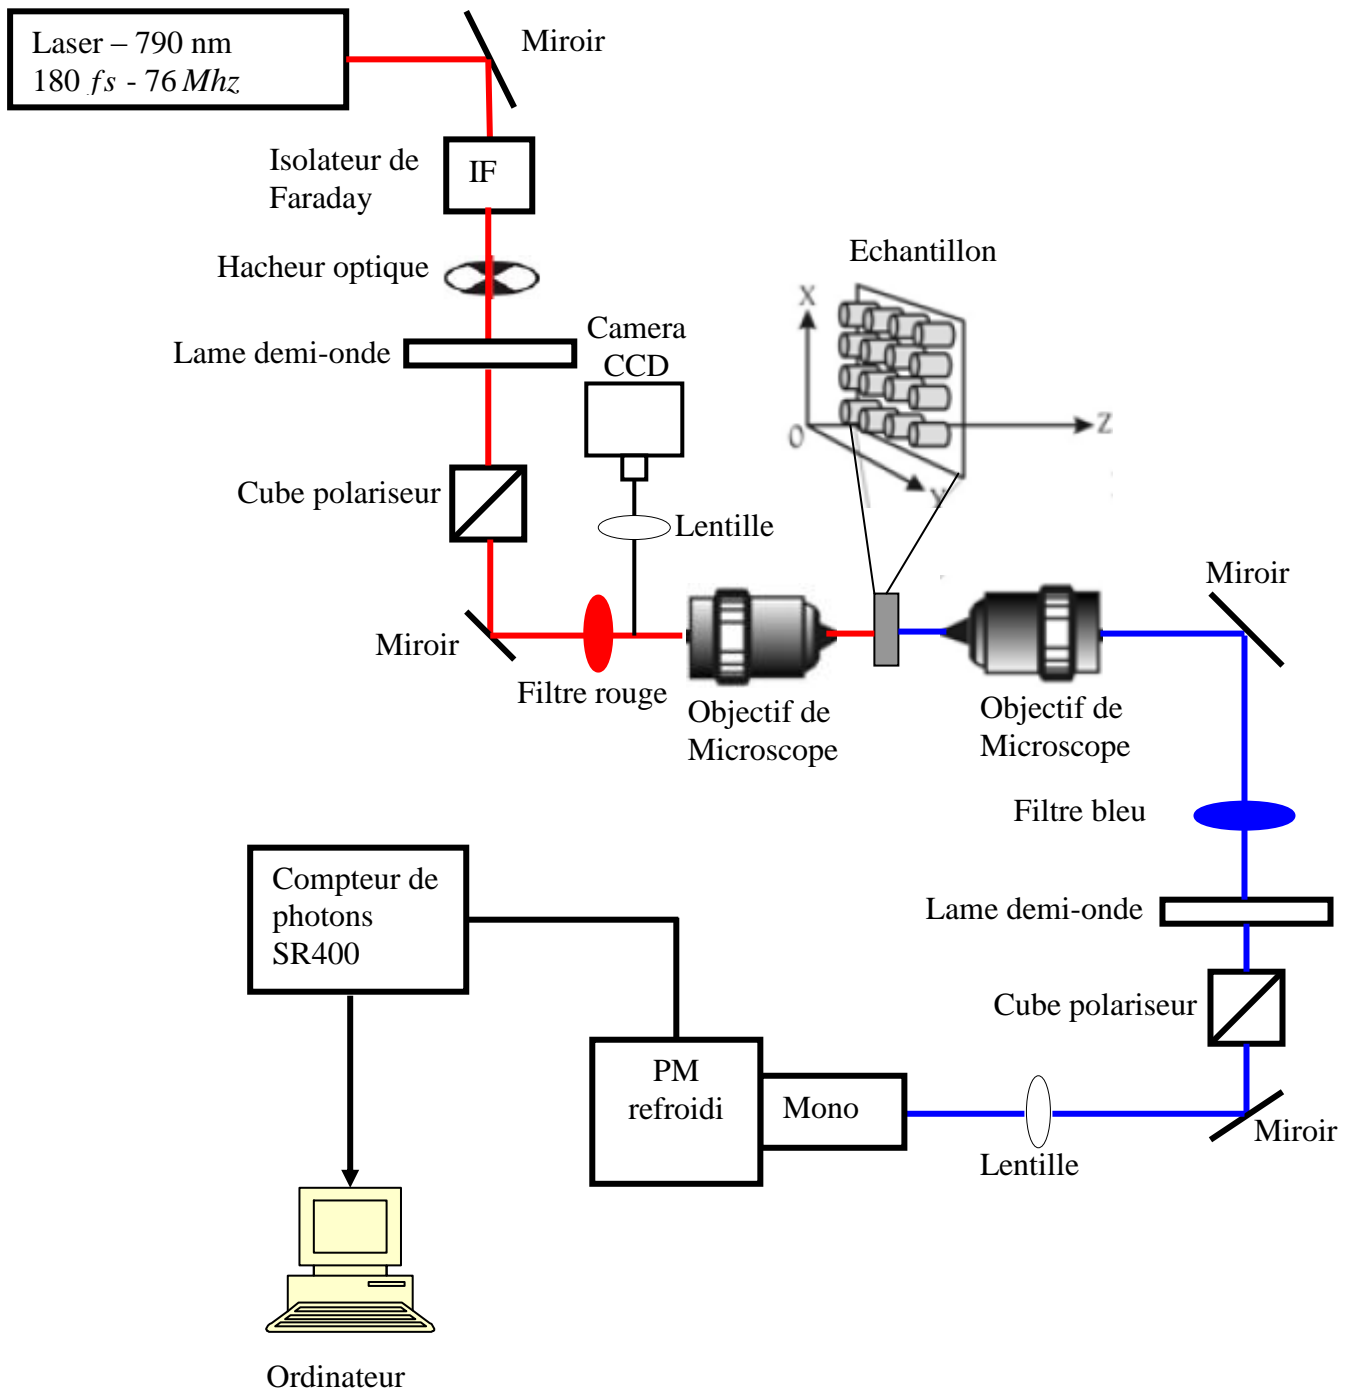 Laser – 790 nm
180 fs - 76 Mhz
Miroir
Isolateur de
Faraday
IF
Hacheur optique
Lame demi-onde
Camera
CCD
Echantillon
X
O
Z
Y
Cube polariseur
Lentille
Miroir
Filtre rouge
Objectif de
Microscope
Objectif de
Microscope
Miroir
Filtre bleu
Lame demi-onde
Cube polariseur
Miroir
Lentille
Mono
PM
refroidi
Compteur de
photons
SR400
Ordinateur